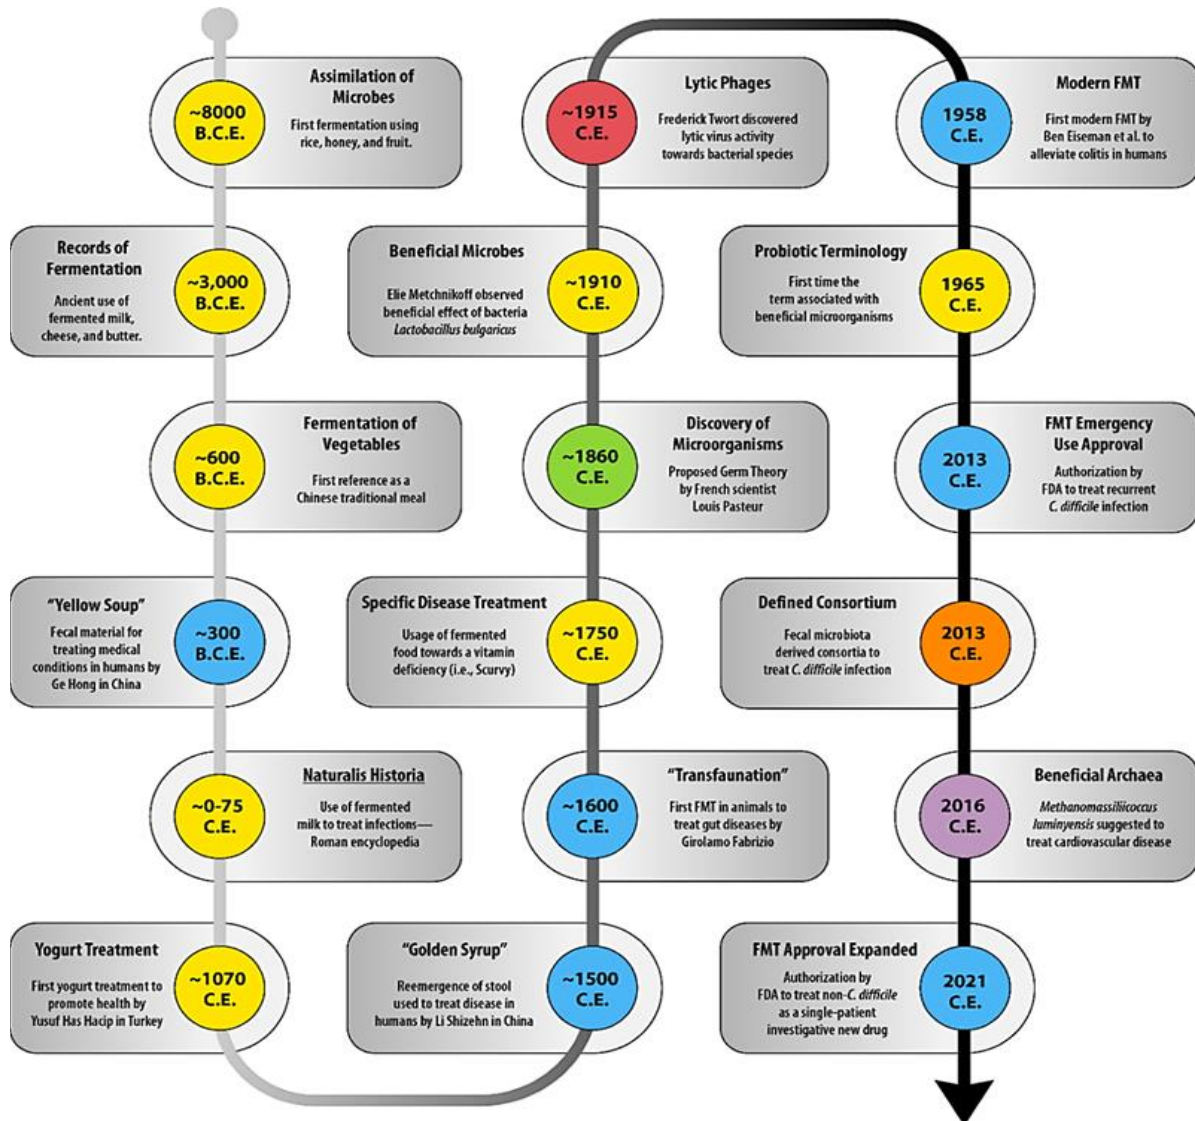 ~8000
B.C.E.
Assimilation of
Microbes
First fermentation using
rice, honey, and fruit.
Records of
Fermentation
Ancient use of
fermented milk,
cheese, and butter.
~3,000
B.C.E.
~600
B.C.E.
Fermentation of
Vegetables
First reference as a
Chinese traditional meal
"Yellow Soup"
Fecal material for
treating medical
conditions in humans by
Ge Hong in China
~300
B.C.E.
~0-75
C.E.
Naturalis Historia
Use of fermented
milk to treat infections—
Roman encyclopedia
Yogurt Treatment
First yogurt treatment to
promote health by
Yusuf Has Hacip in Turkey
~1070
C.E.
"Golden Syrup"
Reemergence of stool
used to treat disease in
humans by Li Shizehn in China
~1500
C.E.
~1600
C.E.
"Transfaunation"
First FMT in animals to
treat gut diseases by
Girolamo Fabrizio
Specific Disease Treatment
Usage of fermented
food towards a vitamin
deficiency (i.e., Scurvy)
~1750
C.E.
~1860
C.E.
Discovery of
Microorganisms
Proposed Germ Theory
by French scientist
Louis Pasteur
Beneficial Microbes
Elie Metchnikoff observed
beneficial effect of bacteria
Lactobacillus bulgaricus
~1910
C.E.
~1915
C.E.
Lytic Phages
Frederick Twort discovered
lytic virus activity
towards bacterial species
1958
C.E.
Modern FMT
First modern FMT by
Ben Eiseman et al. to
alleviate colitis in humans
Probiotic Terminology
First time the
term associated with
beneficial microorganisms
1965
C.E.
2013
C.E.
FMT Emergency
Use Approval
Authorization by
FDA to treat recurrent
C. difficile infection
Defined Consortium
Fecal microbiota
derived consortia to
treat C. difficile infection
2013
C.E.
2016
C.E.
Beneficial Archaea
Methanomassiliicoccus
luminyensis suggested to
treat cardiovascular disease
FMT Approval Expanded
Authorization by
FDA to treat non-C. difficile
as a single-patient
investigative new drug
2021
C.E.